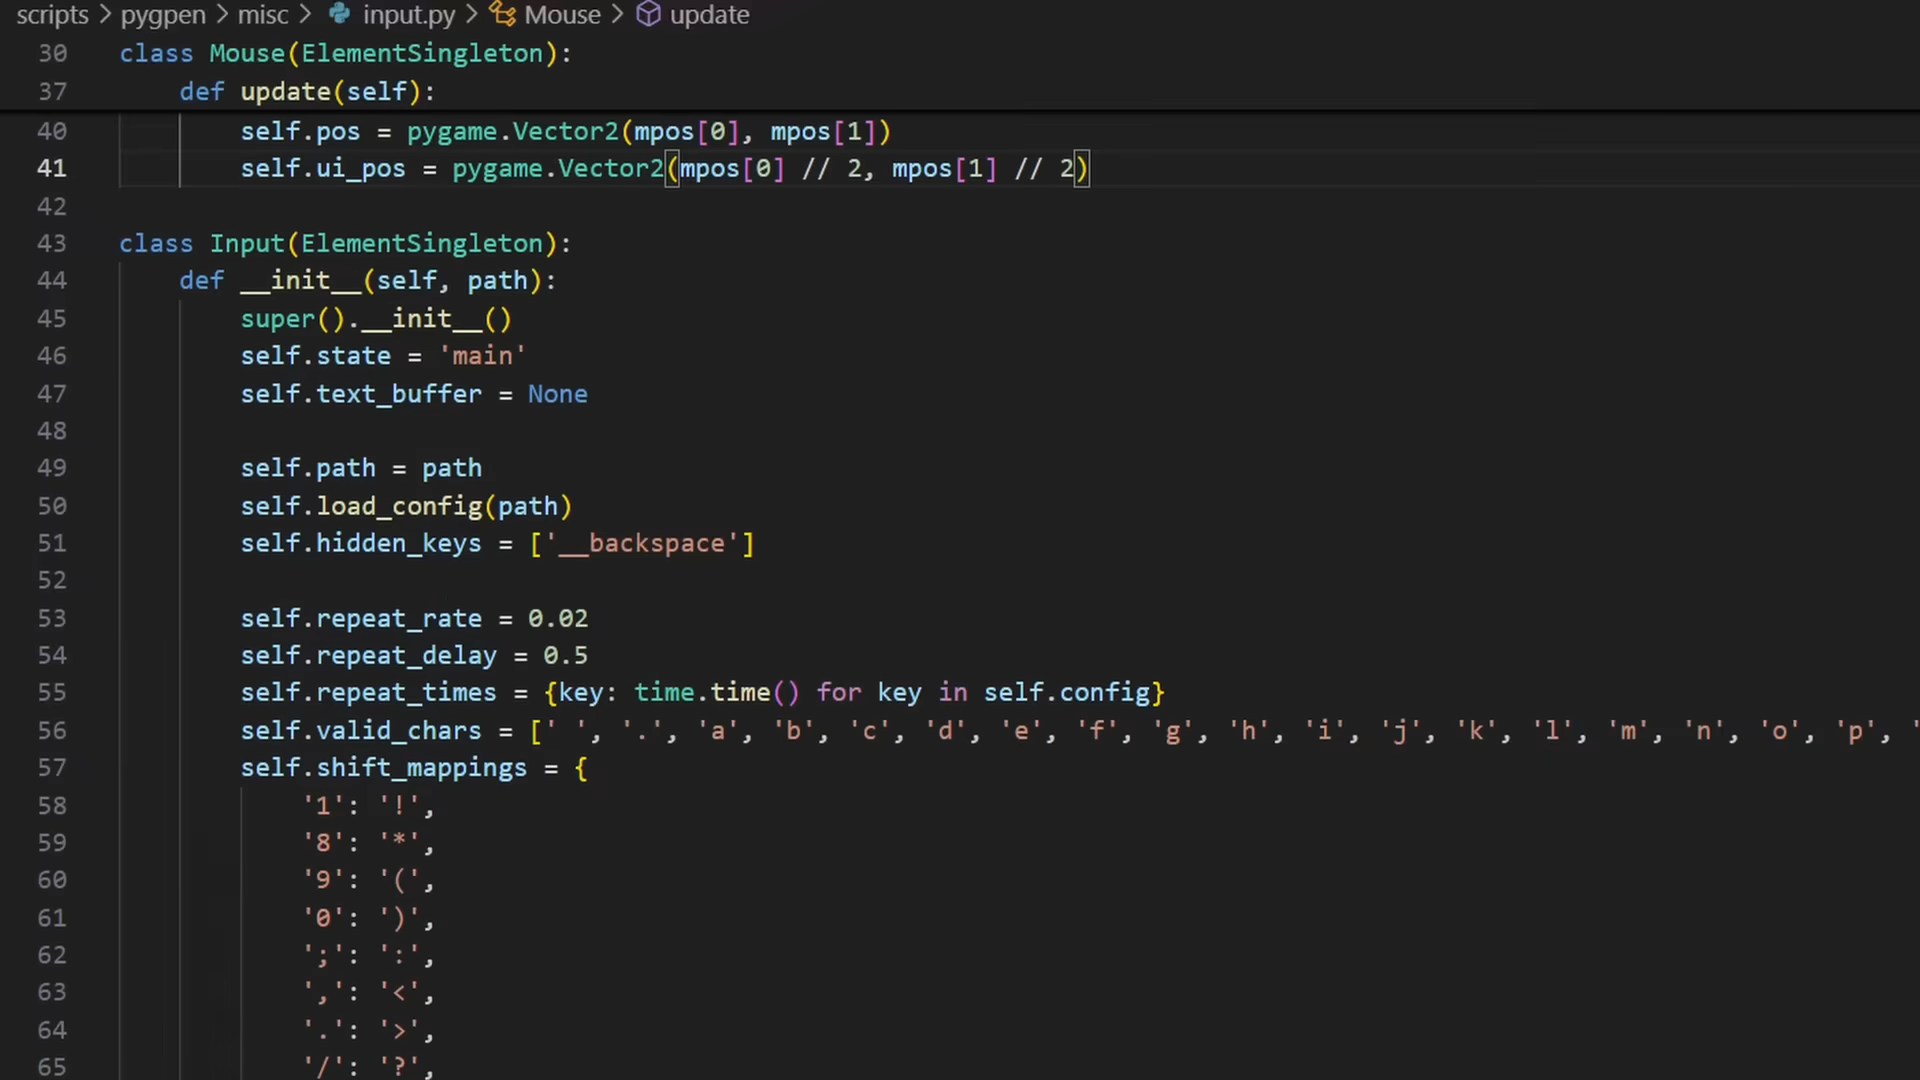 scripts > pygpen > misc > input.py > Mouse > update
30 class Mouse(ElementSingleton):
37     def update(self):
40         self.pos = pygame.Vector2(mpos[0], mpos[1])
41         self.ui_pos = pygame.Vector2(mpos[0] // 2, mpos[1] // 2)
42
43 class Input(ElementSingleton):
44     def __init__(self, path):
45         super().__init__()
46         self.state = 'main'
47         self.text_buffer = None
48
49         self.path = path
50         self.load_config(path)
51         self.hidden_keys = ['__backspace']
52
53         self.repeat_rate = 0.02
54         self.repeat_delay = 0.5
55         self.repeat_times = {key: time.time() for key in self.config}
56         self.valid_chars = [' ', '.', 'a', 'b', 'c', 'd', 'e', 'f', 'g', 'h', 'i', 'j', 'k', 'l', 'm', 'n', 'o', 'p', '
57         self.shift_mappings = {
58             '1': '!',
59             '8': '*',
60             '9': '(',
61             '0': ')',
62             ';': ':',
63             ',': '<',
64             '.': '>',
65             '/': '?',